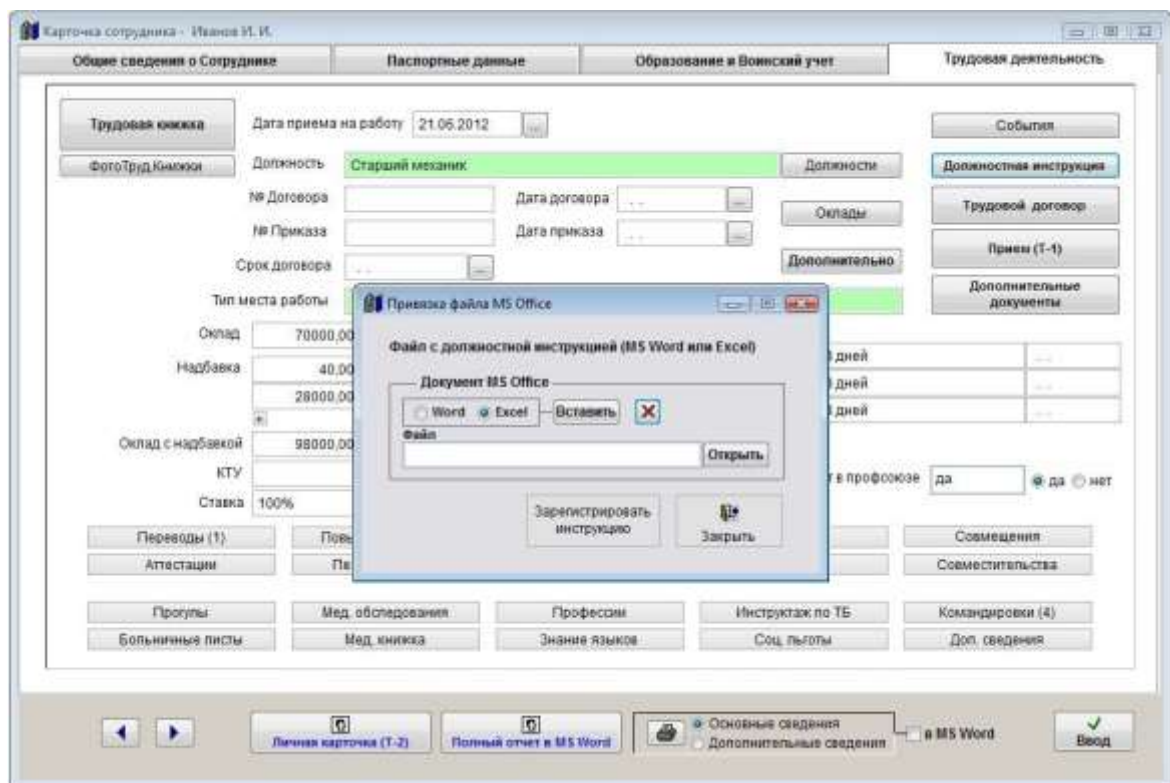 Карточка сотрудника - Иванов И. И.
Общие сведения о Сотруднике Паспортные данные Образование и Воинский учет Трудовая деятельность
Трудовая книжка Дата приема на работу 21.06.2012 ... События
ФотоТруд.Книжки Должность Старший механик Должности Должностная инструкция
№ Договора Дата договора . . ... Оклады Трудовой договор
№ Приказа Дата приказа . . ... Прием (Т-1)
Срок договора . . ... Дополнительно
Дополнительные документы
Тип места работы
Привязка файла MS Office
Оклад 70000,00
Файл с должностной инструкцией (MS Word или Excel)
дней . .
Надбавка 40,00
Документ MS Office
дней . .
28000,00
Word Excel Вставить
дней . .
Файл
Оклад с надбавкой 98000,00
Открыть
КТУ
в профсоюзе да да нет
Ставка 100%
Зарегистрировать инструкцию Закрыть
Переводы (1) Совмещения
Аттестации Совместительства
Прогулы Мед. обследования Профессии Инструктаж по ТБ Командировки (4)
Больничные листы Мед. книжка Знание языков Соц. льготы Доп. сведения
Личная карточка (Т-2) Полный отчет в MS Word
Основные сведения
Дополнительные сведения
в MS Word
Ввод